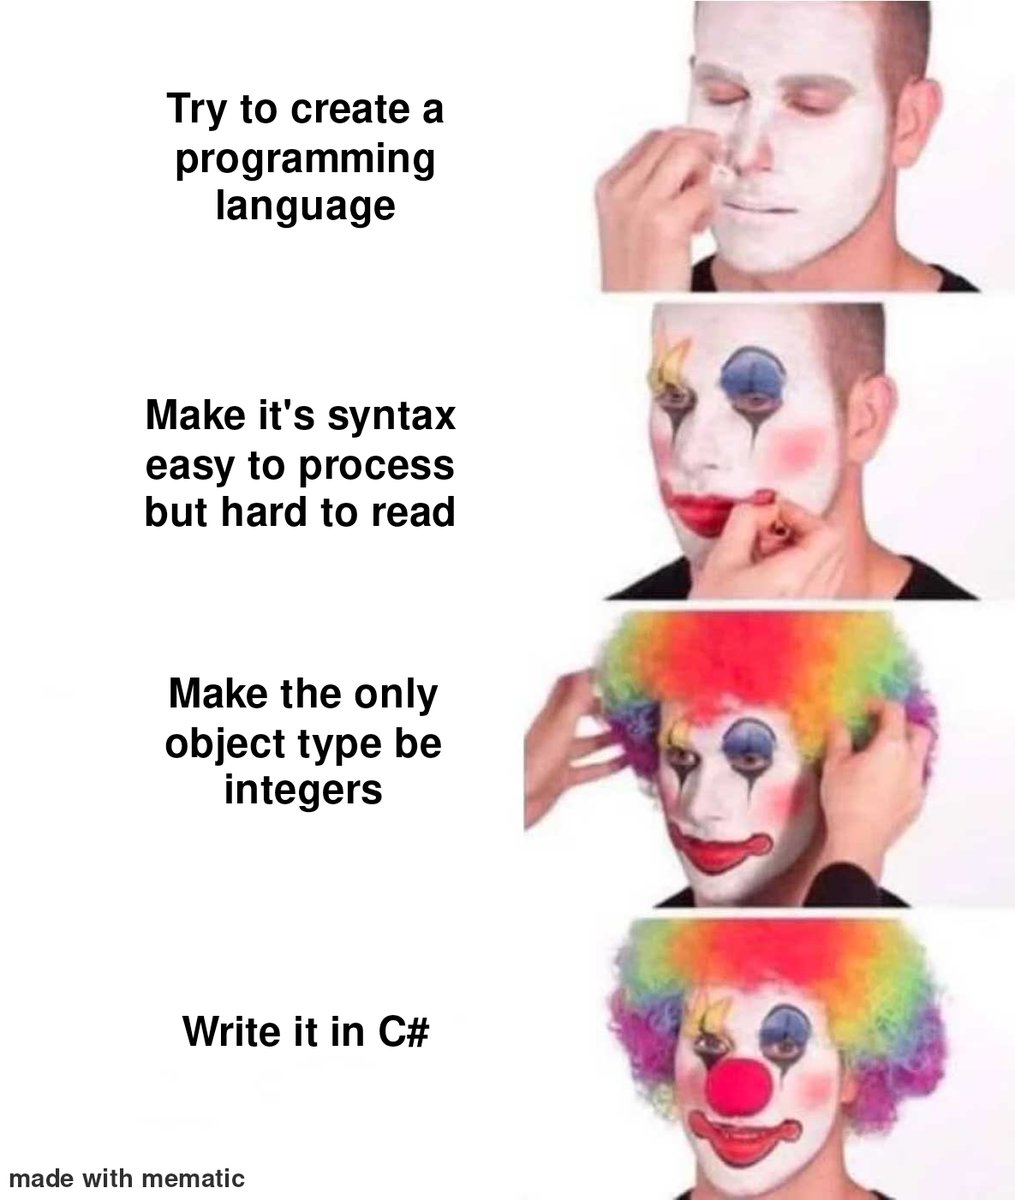 Try to create a
programming
language
Make it's syntax
easy to process
but hard to read
Make the only
object type be
integers
Write it in C#
made with mematic